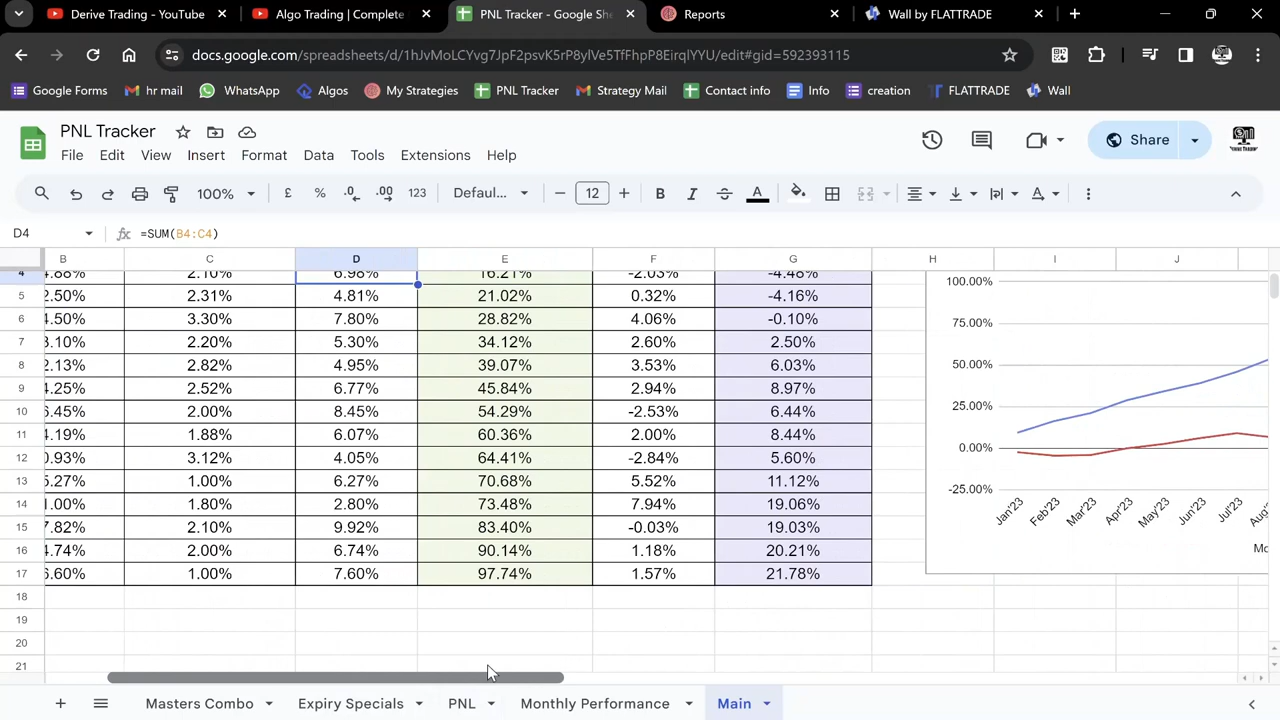 Derive Trading - YouTube
Algo Trading | Complete
PNL Tracker - Google She
Reports
Wall by FLATTRADE
docs.google.com/spreadsheets/d/1hJvMoLCYvg7JpF2psvK5rP8ylVe5TfFhpP8EirqlYYU/edit#gid=592393115
Google Forms hr mail WhatsApp Algos My Strategies PNL Tracker Strategy Mail Contact info Info creation FLATTRADE Wall
PNL Tracker
File Edit View Insert Format Data Tools Extensions Help
Share
100% £ % .0 .00 123 Defaul... 12 B I A
D4 fx =SUM(B4:C4)
B C D E F G H I J
4 4.88% 2.10% 6.98% 16.21% -2.03% -4.48%
5 2.50% 2.31% 4.81% 21.02% 0.32% -4.16%
6 4.50% 3.30% 7.80% 28.82% 4.06% -0.10%
7 3.10% 2.20% 5.30% 34.12% 2.60% 2.50%
8 2.13% 2.82% 4.95% 39.07% 3.53% 6.03%
9 4.25% 2.52% 6.77% 45.84% 2.94% 8.97%
10 6.45% 2.00% 8.45% 54.29% -2.53% 6.44%
11 4.19% 1.88% 6.07% 60.36% 2.00% 8.44%
12 0.93% 3.12% 4.05% 64.41% -2.84% 5.60%
13 5.27% 1.00% 6.27% 70.68% 5.52% 11.12%
14 1.00% 1.80% 2.80% 73.48% 7.94% 19.06%
15 7.82% 2.10% 9.92% 83.40% -0.03% 19.03%
16 4.74% 2.00% 6.74% 90.14% 1.18% 20.21%
17 6.60% 1.00% 7.60% 97.74% 1.57% 21.78%
18
19
20
21
100.00%
75.00%
50.00%
25.00%
0.00%
-25.00%
Jan'23 Feb'23 Mar'23 Apr'23 May'23 Jun'23 Jul'23 Aug
Mo
Masters Combo Expiry Specials PNL Monthly Performance Main